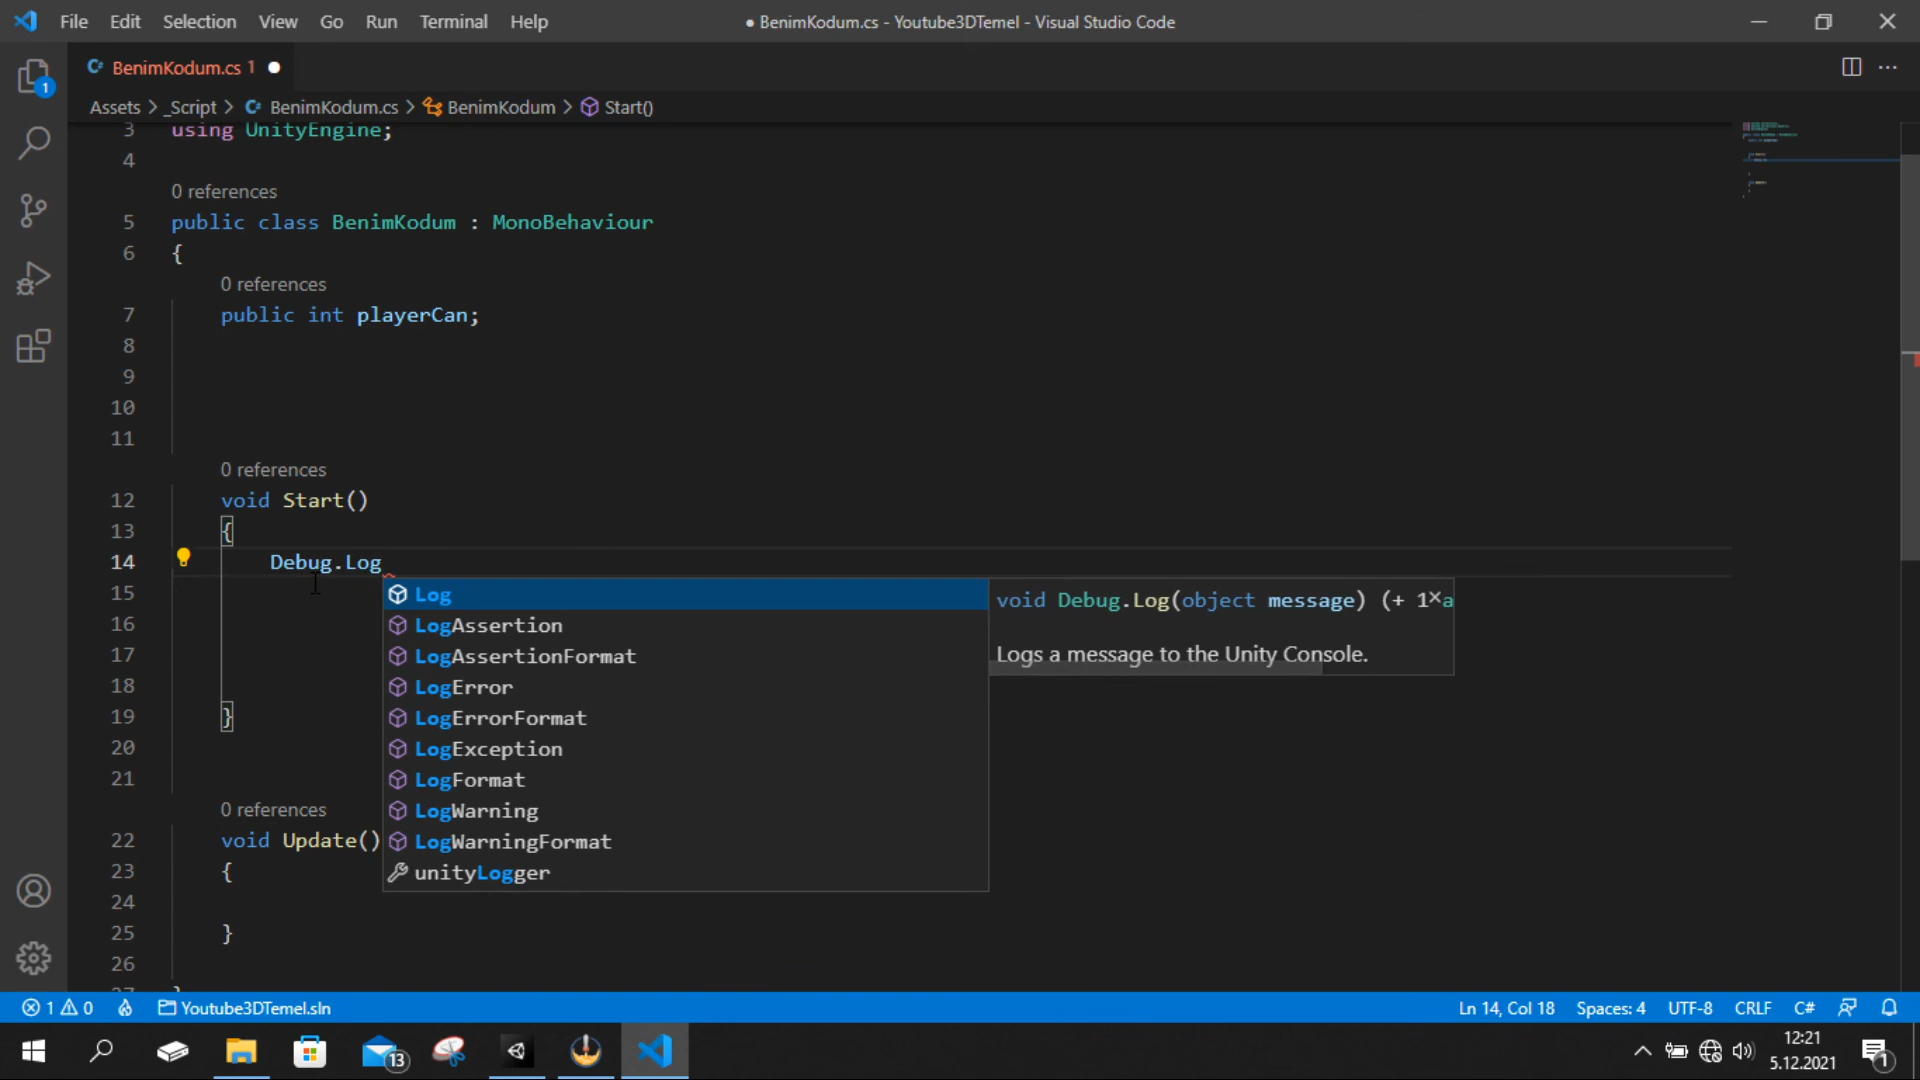 File Edit Selection View Go Run Terminal Help
● BenimKodum.cs - Youtube3DTemel - Visual Studio Code
BenimKodum.cs 1
Assets > _Script > BenimKodum.cs > BenimKodum > Start()
3 using UnityEngine;
4
0 references
5 public class BenimKodum : MonoBehaviour
6 {
0 references
7 public int playerCan;
8
9
10
11
0 references
12 void Start()
13 {
14 Debug.Log
15
16
17
18
19 }
20
21
0 references
22 void Update()
23 {
24
25 }
26
Log
LogAssertion
LogAssertionFormat
LogError
LogErrorFormat
LogException
LogFormat
LogWarning
LogWarningFormat
unityLogger
void Debug.Log(object message) (+ 1
Logs a message to the Unity Console.
1
1 0 Youtube3DTemel.sln Ln 14, Col 18 Spaces: 4 UTF-8 CRLF C#
13
12:21
5.12.2021
1